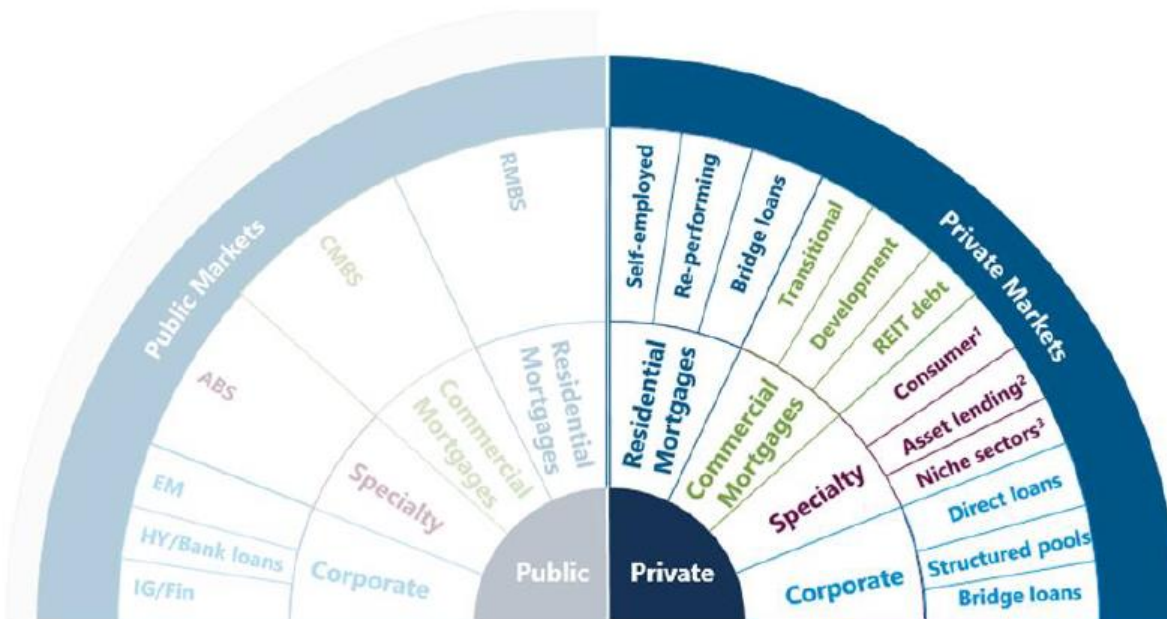 Public Markets
RMBS
CMBS
ABS
EM
HY/Bank loans
IG/Fin
Residential
Mortgages
Commercial
Mortgages
Specialty
Corporate
Public
Private Markets
Self-employed
Re-performing
Bridge loans
Transitional
Development
REIT debt
Consumer¹
Asset lending²
Niche sectors³
Direct loans
Structured pools
Bridge loans
Residential
Mortgages
Commercial
Mortgages
Specialty
Corporate
Private